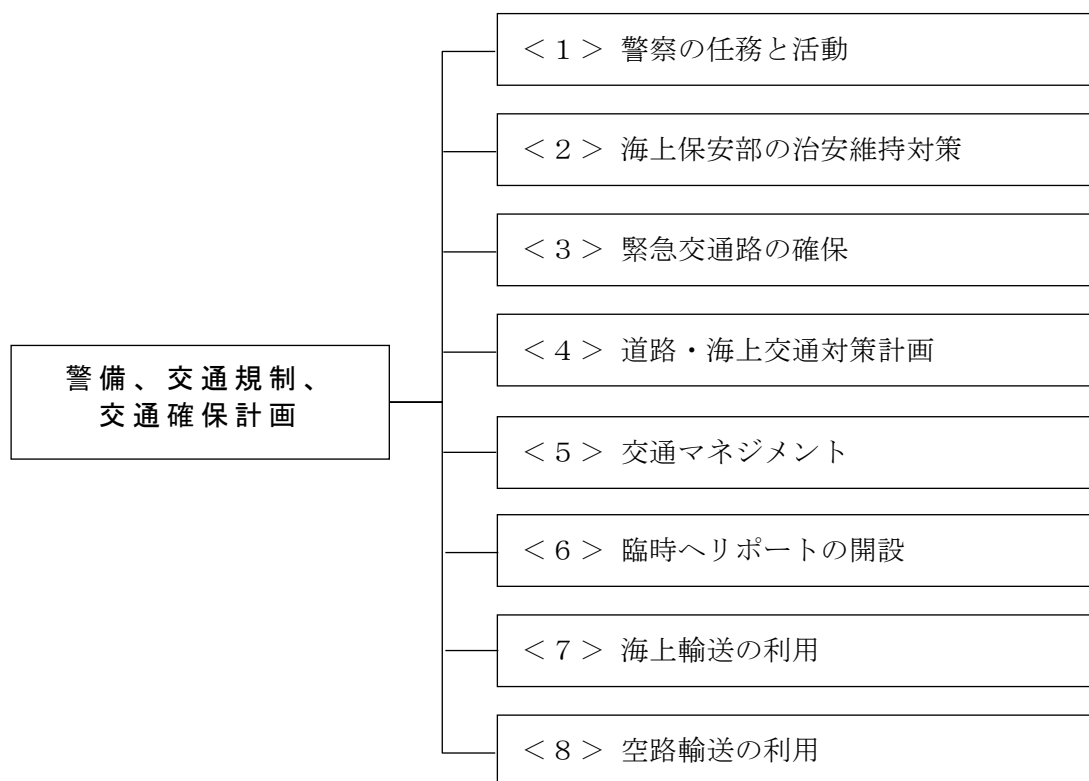 警備、交通規制、
交通確保計画
＜１＞ 警察の任務と活動
＜２＞ 海上保安部の治安維持対策
＜３＞ 緊急交通路の確保
＜４＞ 道路・海上交通対策計画
＜５＞ 交通マネジメント
＜６＞ 臨時ヘリポートの開設
＜７＞ 海上輸送の利用
＜８＞ 空路輸送の利用